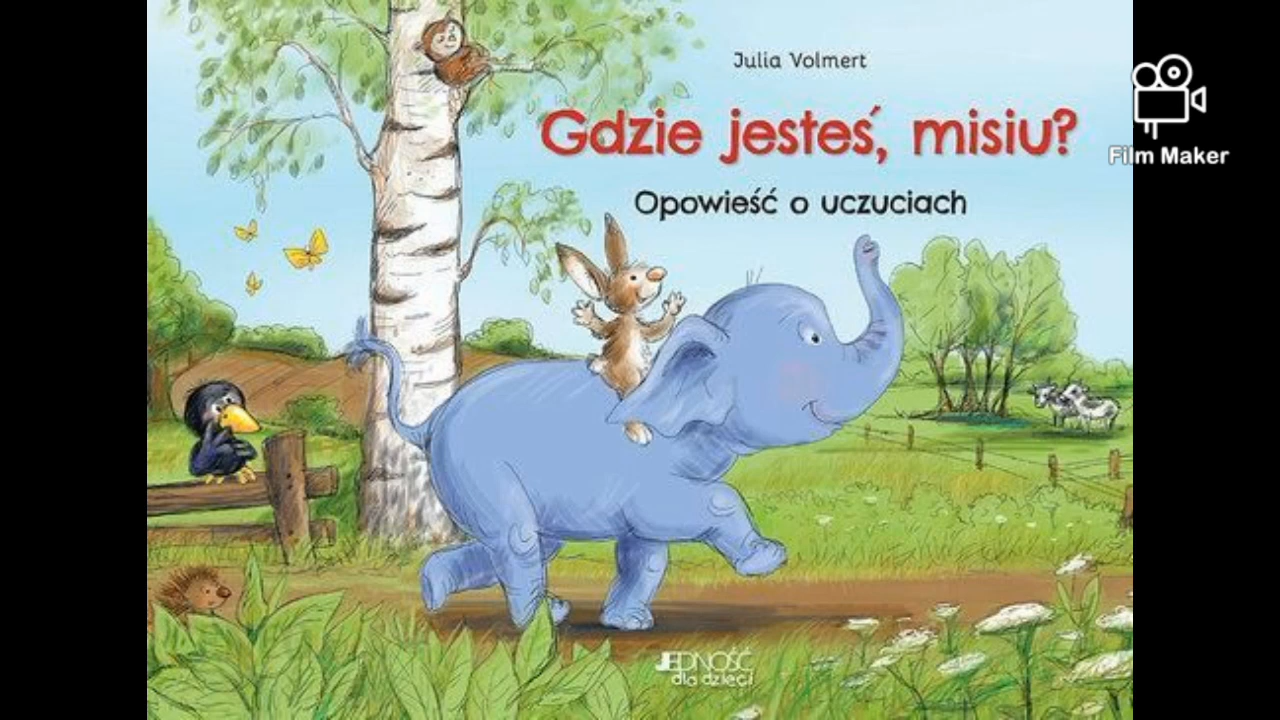 Julia Volmert
Gdzie jesteś, misiu?
Opowieść o uczuciach
Film Maker
JEDNOŚĆ
dla dzieci